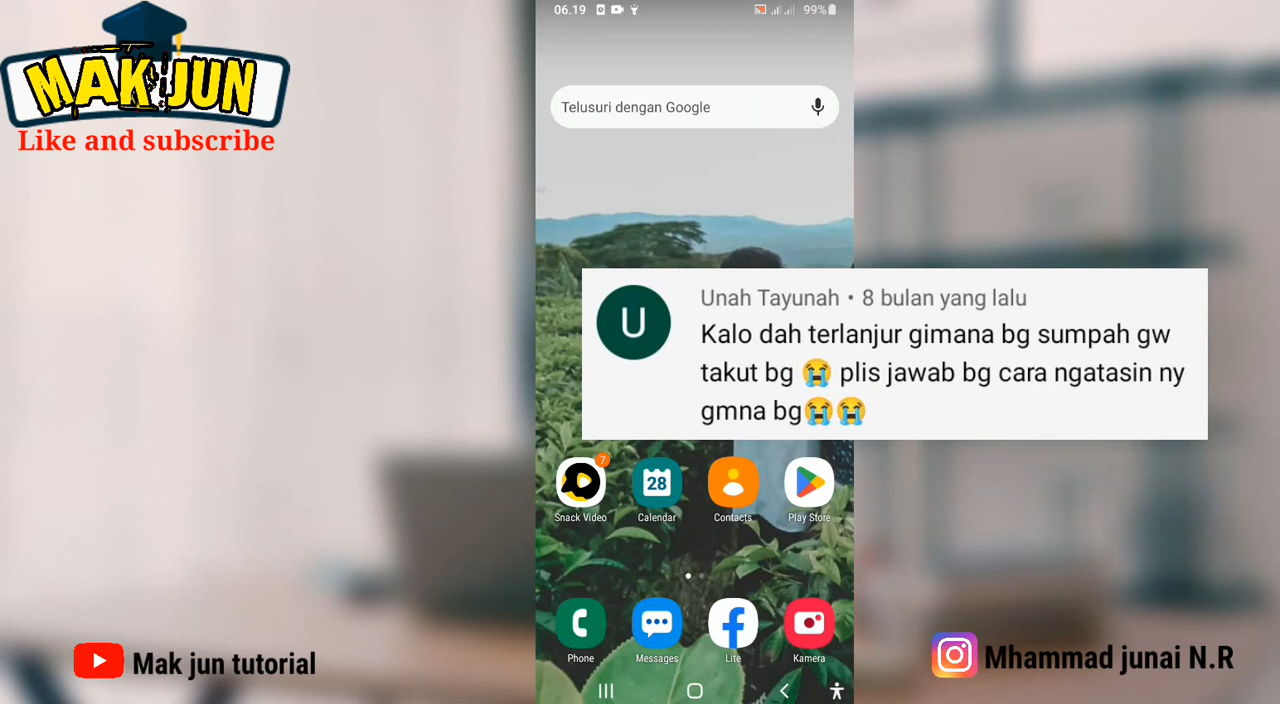 MAK JUN
Like and subscribe
06.19
99%
Telusuri dengan Google
U
Unah Tayunah • 8 bulan yang lalu
Kalo dah terlanjur gimana bg sumpah gw
takut bg 😭 plis jawab bg cara ngatasin ny
gmna bg😭😭
7
28
Snack Video
Calendar
Contacts
Play Store
Phone
Messages
Lite
Kamera
Mak jun tutorial
Mhammad junai N.R